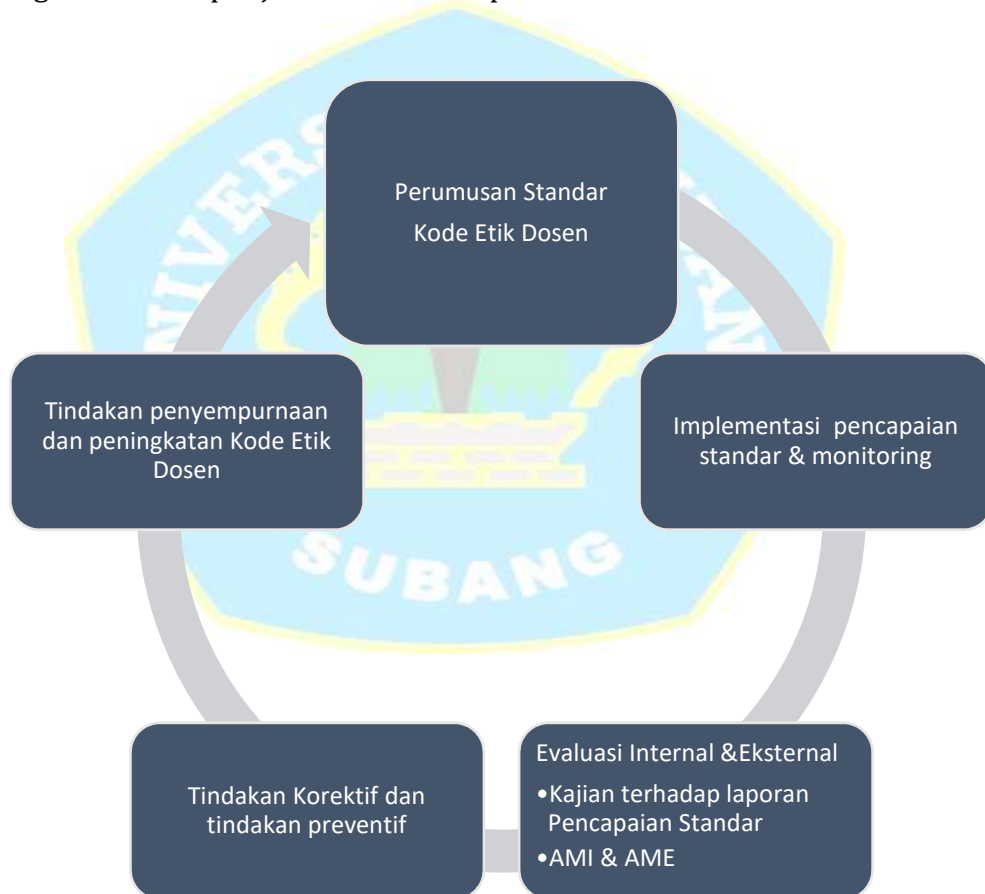 Perumusan Standar
Kode Etik Dosen
Implementasi pencapaian
standar & monitoring
Evaluasi Internal &Eksternal
•Kajian terhadap laporan
Pencapaian Standar
•AMI & AME
Tindakan Korektif dan
tindakan preventif
Tindakan penyempurnaan
dan peningkatan Kode Etik
Dosen
SUBANG